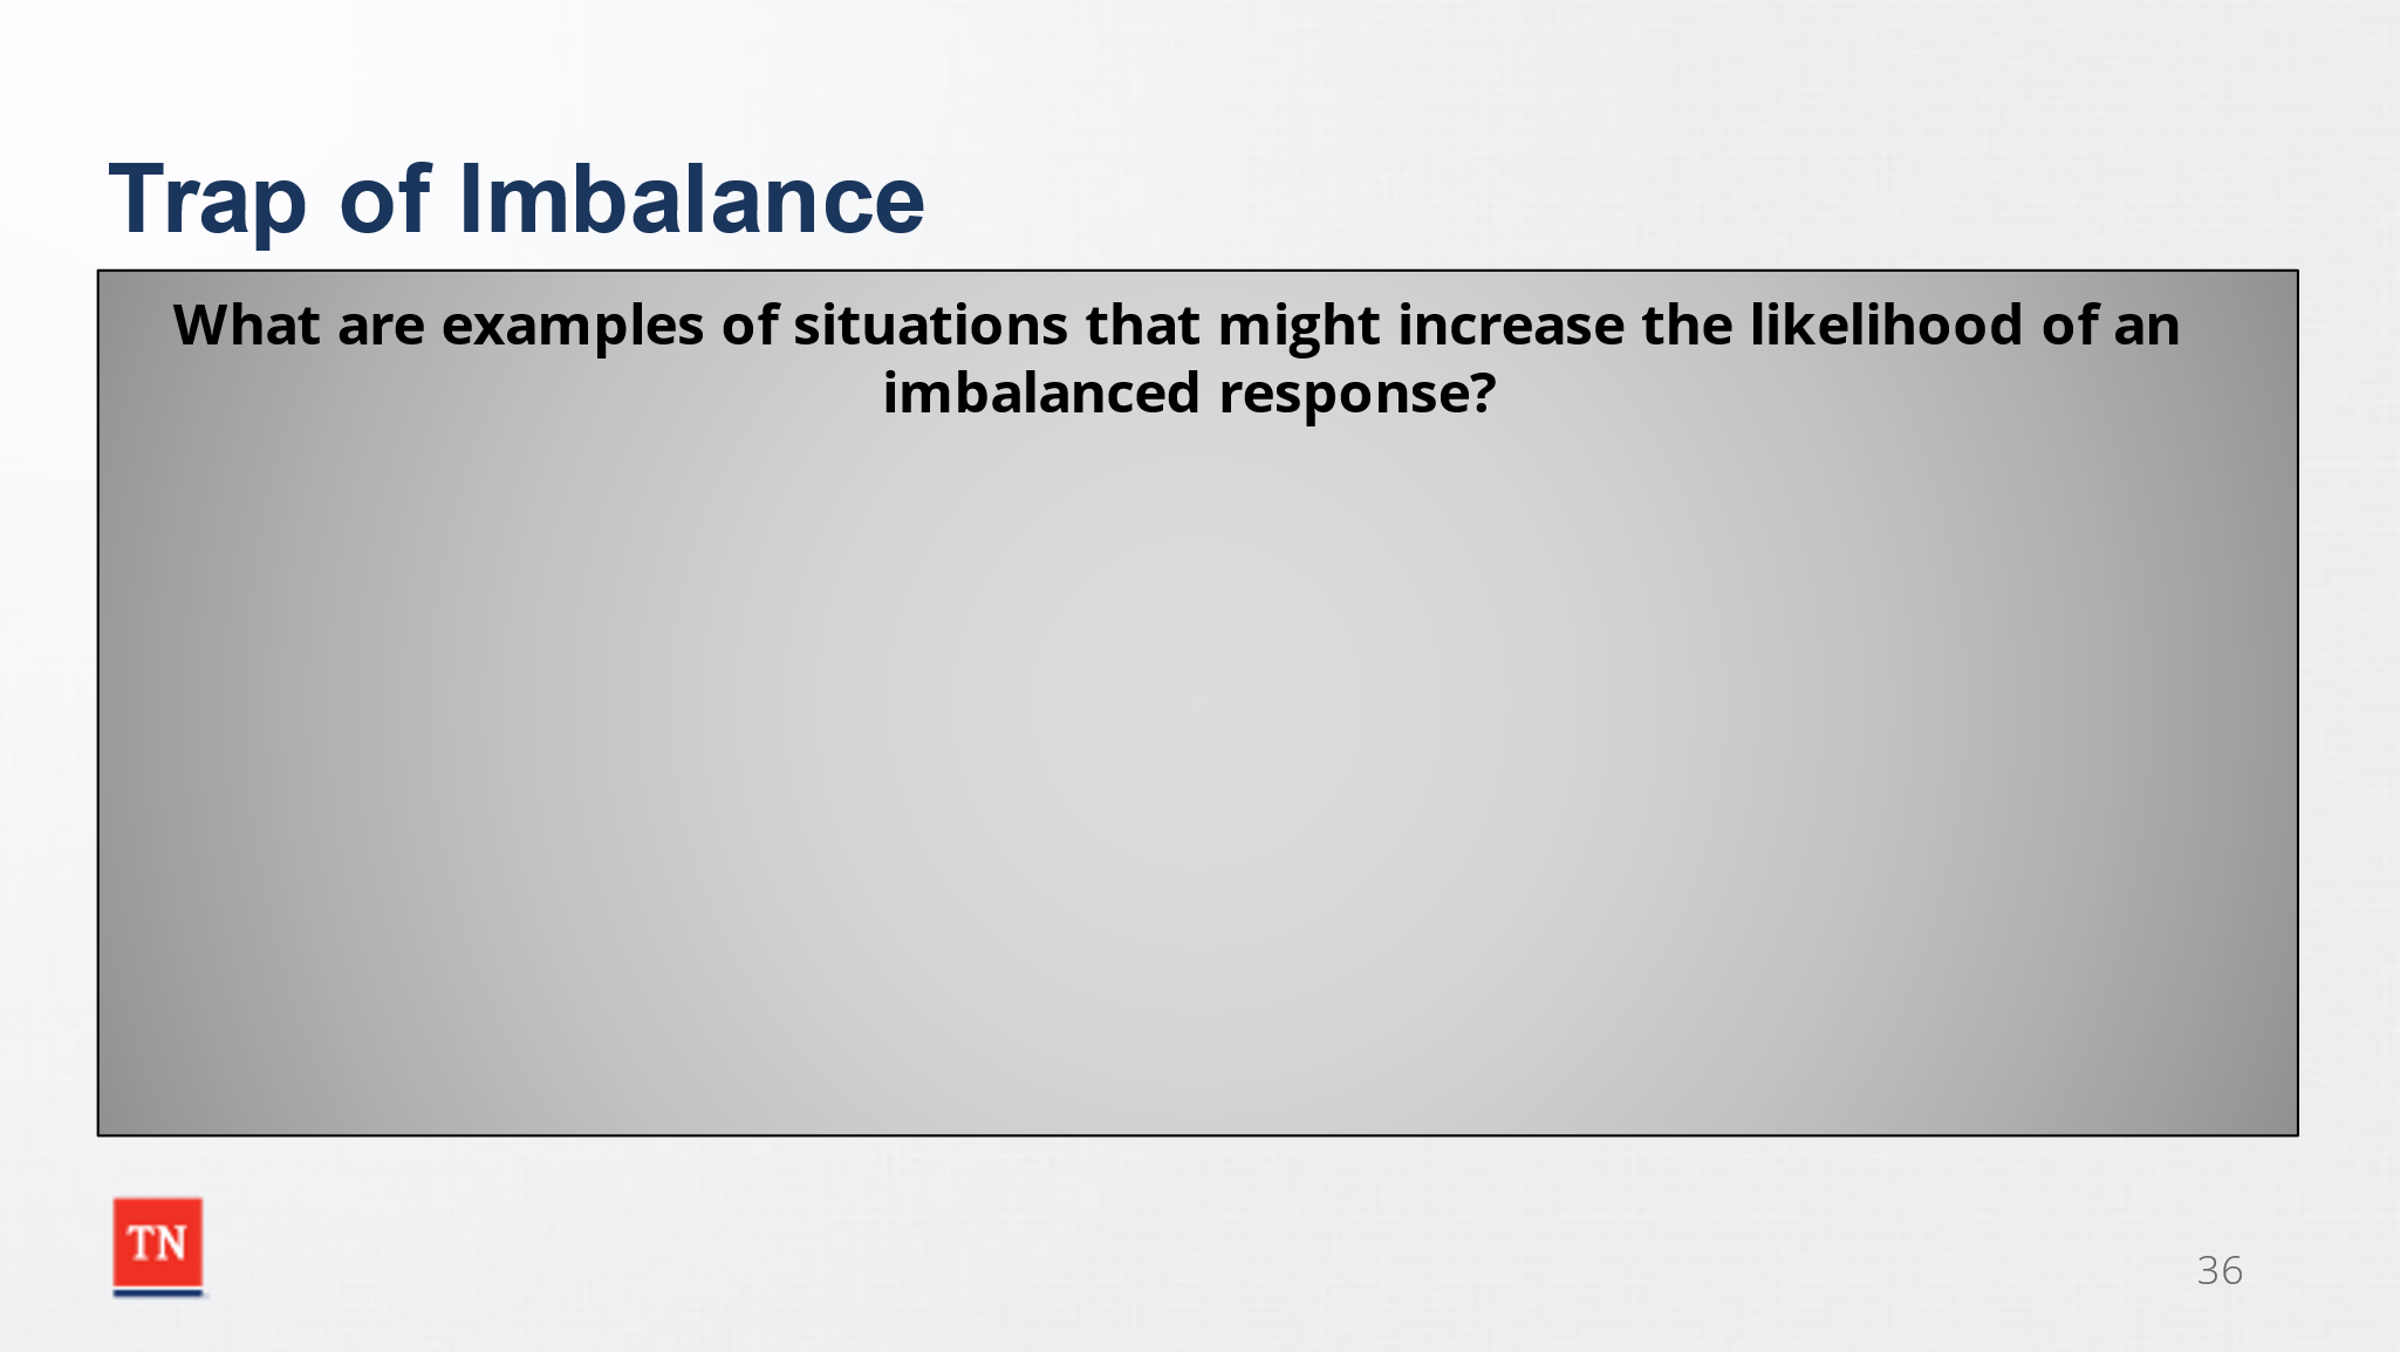 Trap of Imbalance
What are examples of situations that might increase the likelihood of an
imbalanced response?
TN
36